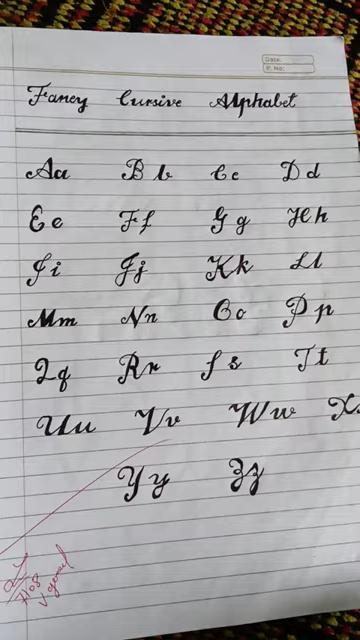 Date:
P. No:
Fancy Cursive Alphabet
Aa Bb Cc Dd
Ee Ff Gg Hh
Ii Jj Kk Ll
Mm Nn Oo Pp
Qq Rr Ss Tt
Uu Vv Ww X
Yy Zz